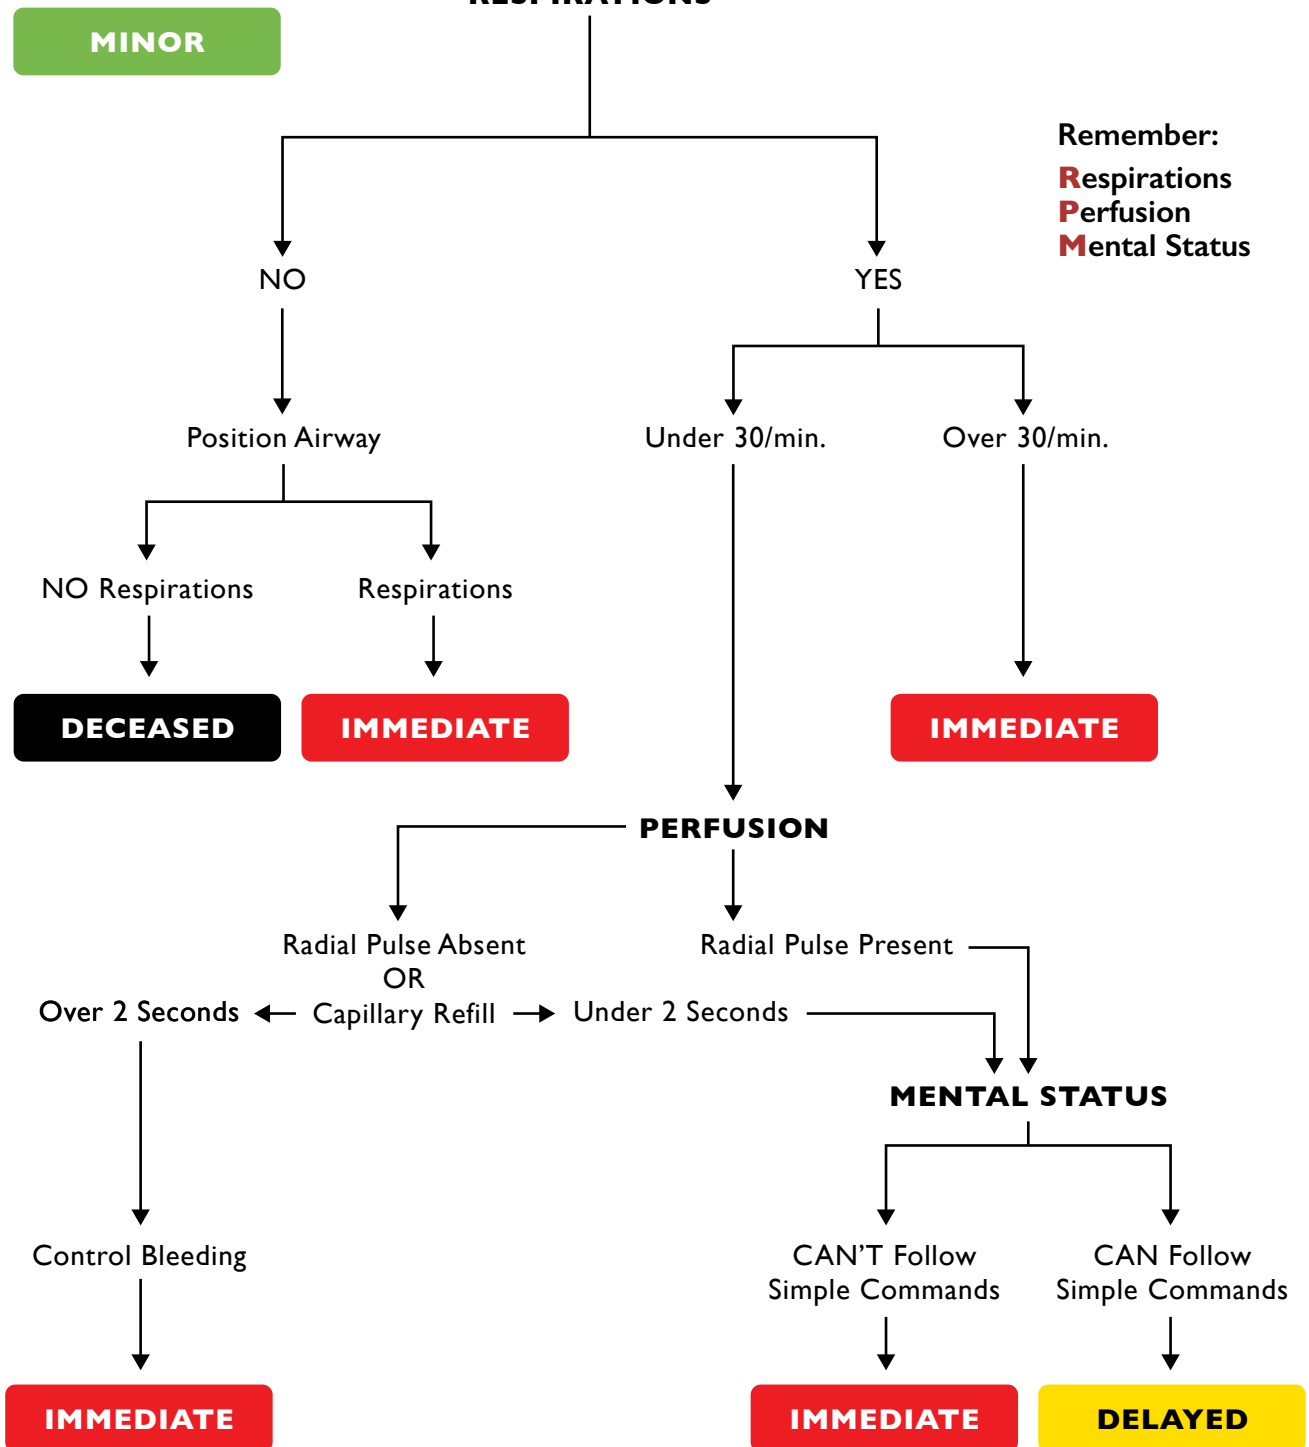 RESPIRATIONS
MINOR
Remember:
Respirations
Perfusion
Mental Status
NO
YES
Position Airway
Under 30/min.
Over 30/min.
NO Respirations
Respirations
DECEASED
IMMEDIATE
IMMEDIATE
PERFUSION
Radial Pulse Absent
OR
Radial Pulse Present
Over 2 Seconds
Capillary Refill
Under 2 Seconds
MENTAL STATUS
Control Bleeding
CAN'T Follow
Simple Commands
CAN Follow
Simple Commands
IMMEDIATE
IMMEDIATE
DELAYED